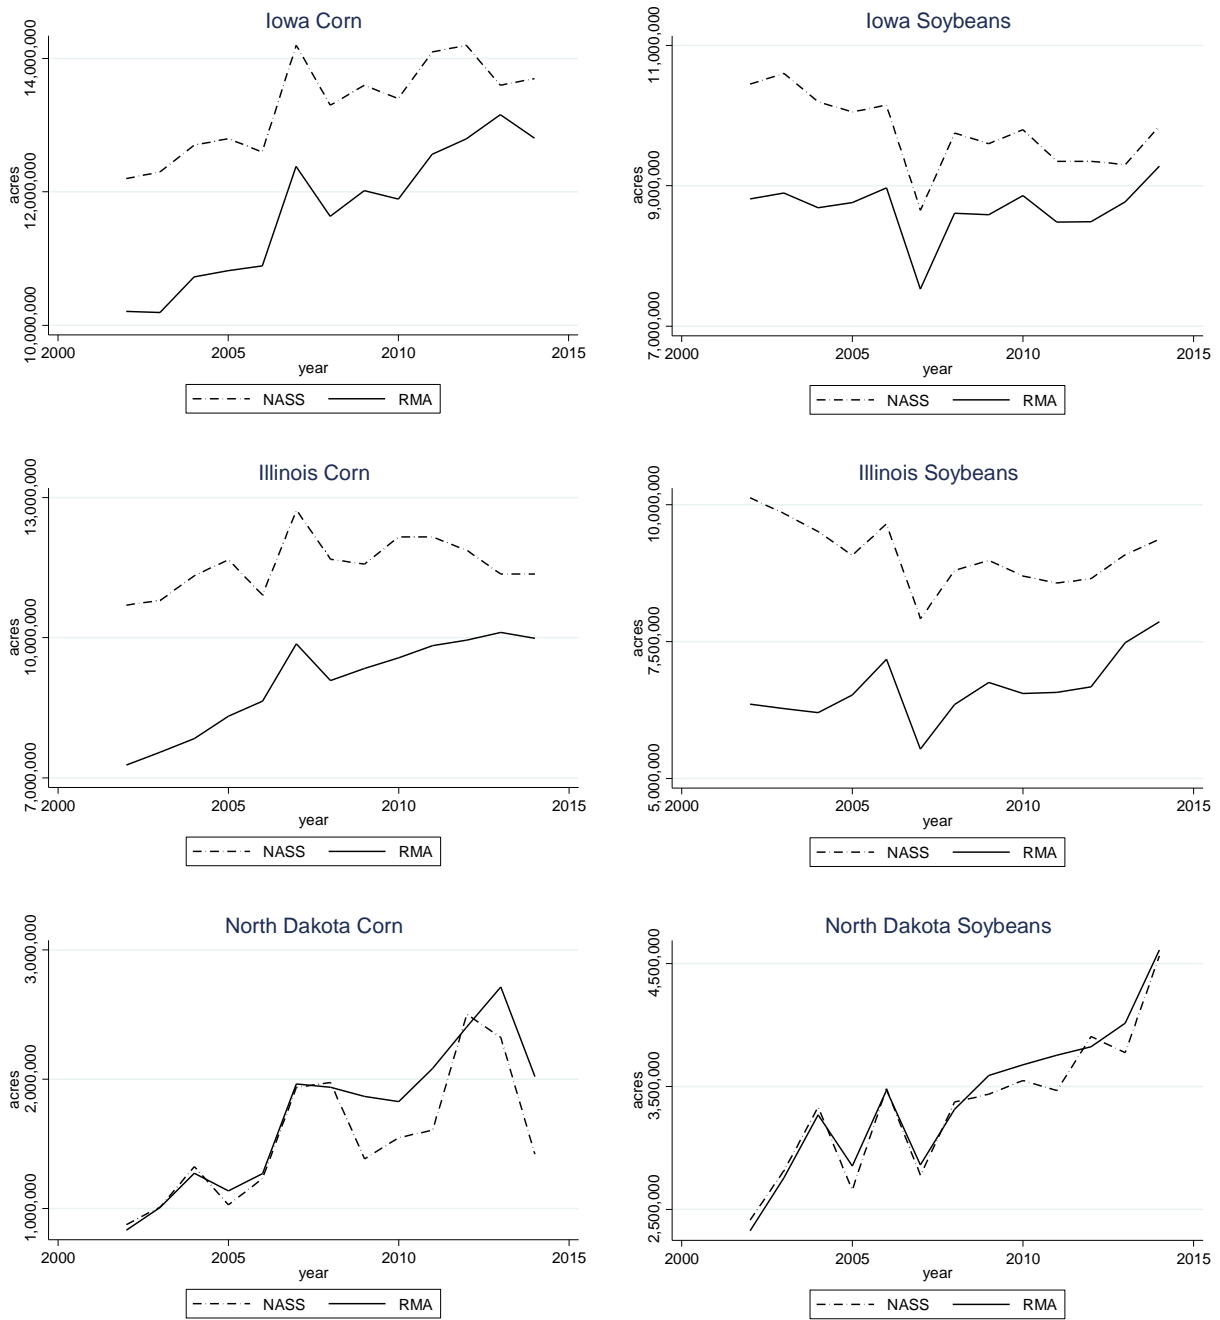 Iowa Corn
acres
14,000,000
12,000,000
10,000,000
2000 2005 2010 2015
year
NASS RMA
Iowa Soybeans
acres
11,000,000
9,000,000
7,000,000
2000 2005 2010 2015
year
NASS RMA
Illinois Corn
acres
13,000,000
10,000,000
7,000,000
2000 2005 2010 2015
year
NASS RMA
Illinois Soybeans
acres
10,000,000
7,500,000
5,000,000
2000 2005 2010 2015
year
NASS RMA
North Dakota Corn
acres
3,000,000
2,000,000
1,000,000
2000 2005 2010 2015
year
NASS RMA
North Dakota Soybeans
acres
4,500,000
3,500,000
2,500,000
2000 2005 2010 2015
year
NASS RMA